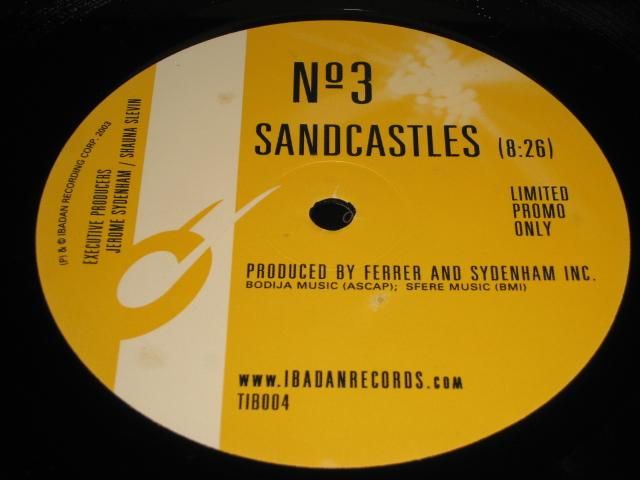 Nº3
SANDCASTLES (8:26)
LIMITED
PROMO
ONLY
PRODUCED BY FERRER AND SYDENHAM INC.
BODIJA MUSIC (ASCAP); SFERE MUSIC (BMI)
www.IBADANRECORDS.com
TIB004
(P) & © IBADAN RECORDING CORP. 2003
EXECUTIVE PRODUCERS
JEROME SYDENHAM / SHAUNA SLEVIN